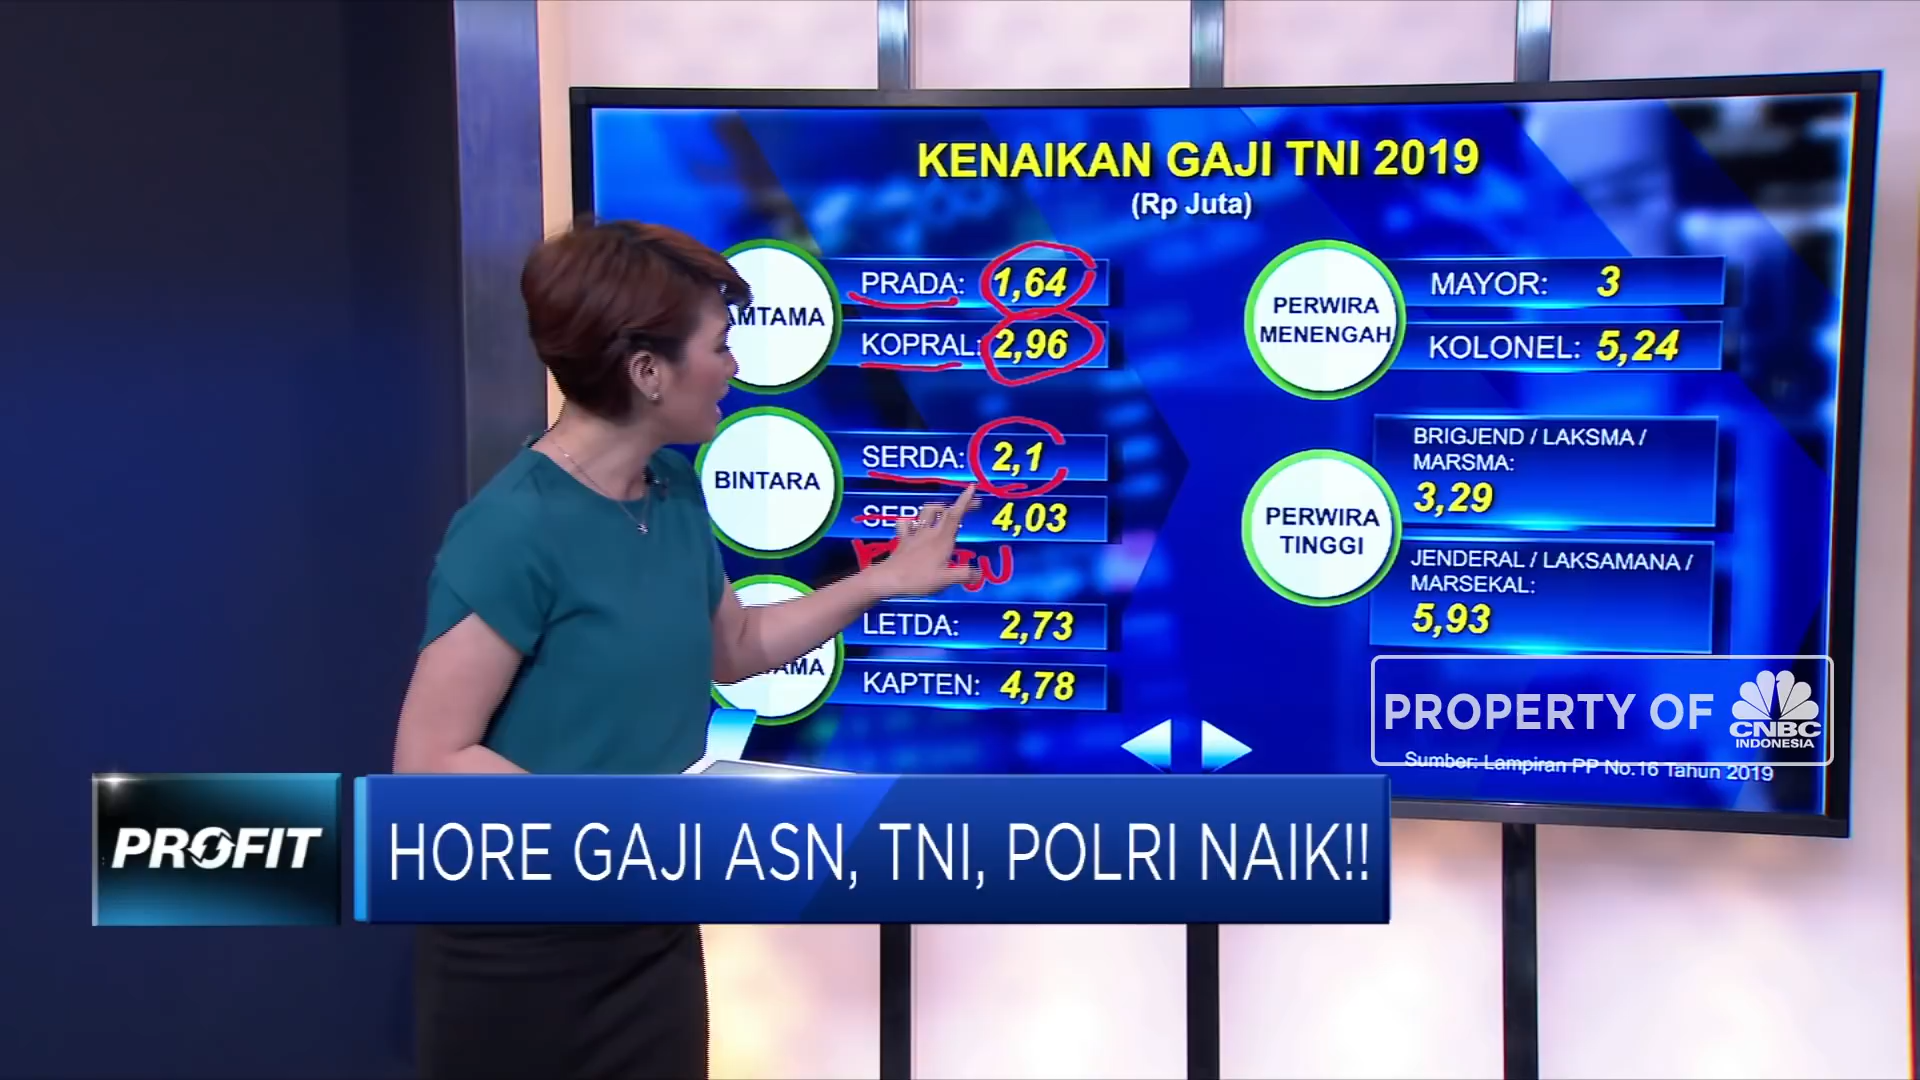 KENAIKAN GAJI TNI 2019
(Rp Juta)
AMTAMA
PRADA: 1,64
KOPRAL: 2,96
BINTARA
SERDA: 2,1
4,03
AMA
LETDA: 2,73
KAPTEN: 4,78
PERWIRA
MENENGAH
MAYOR: 3
KOLONEL: 5,24
PERWIRA
TINGGI
BRIGJEND / LAKSMA /
MARSMA:
3,29
JENDERAL / LAKSAMANA /
MARSEKAL:
5,93
PROPERTY OF
CNBC
INDONESIA
Sumber: Lampiran PP No.16 Tahun 2019
PROFIT
HORE GAJI ASN, TNI, POLRI NAIK!!